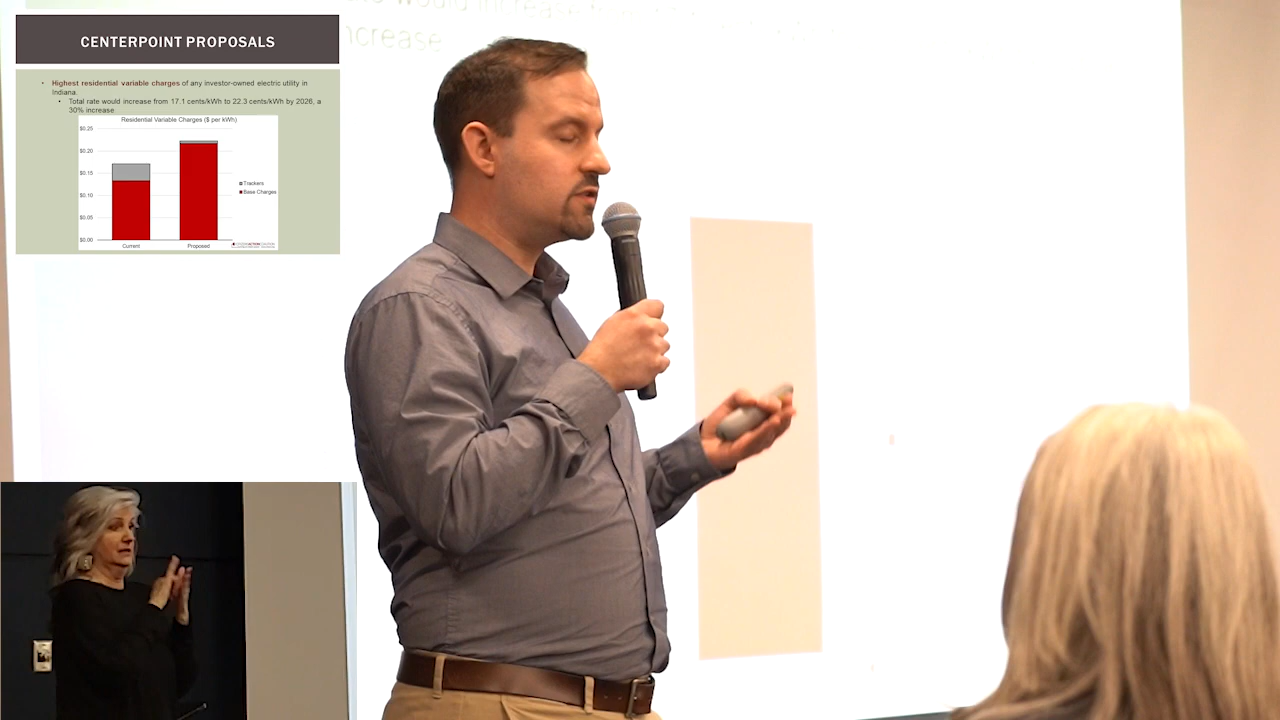 CENTERPOINT PROPOSALS
• Highest residential variable charges of any investor-owned electric utility in
Indiana.
• Total rate would increase from 17.1 cents/kWh to 22.3 cents/kWh by 2026, a
30% increase
Residential Variable Charges ($ per kWh)
$0.25
$0.20
$0.15
$0.10
$0.05
$0.00
Trackers
Base Charges
Current
Proposed
would increase
ncrease